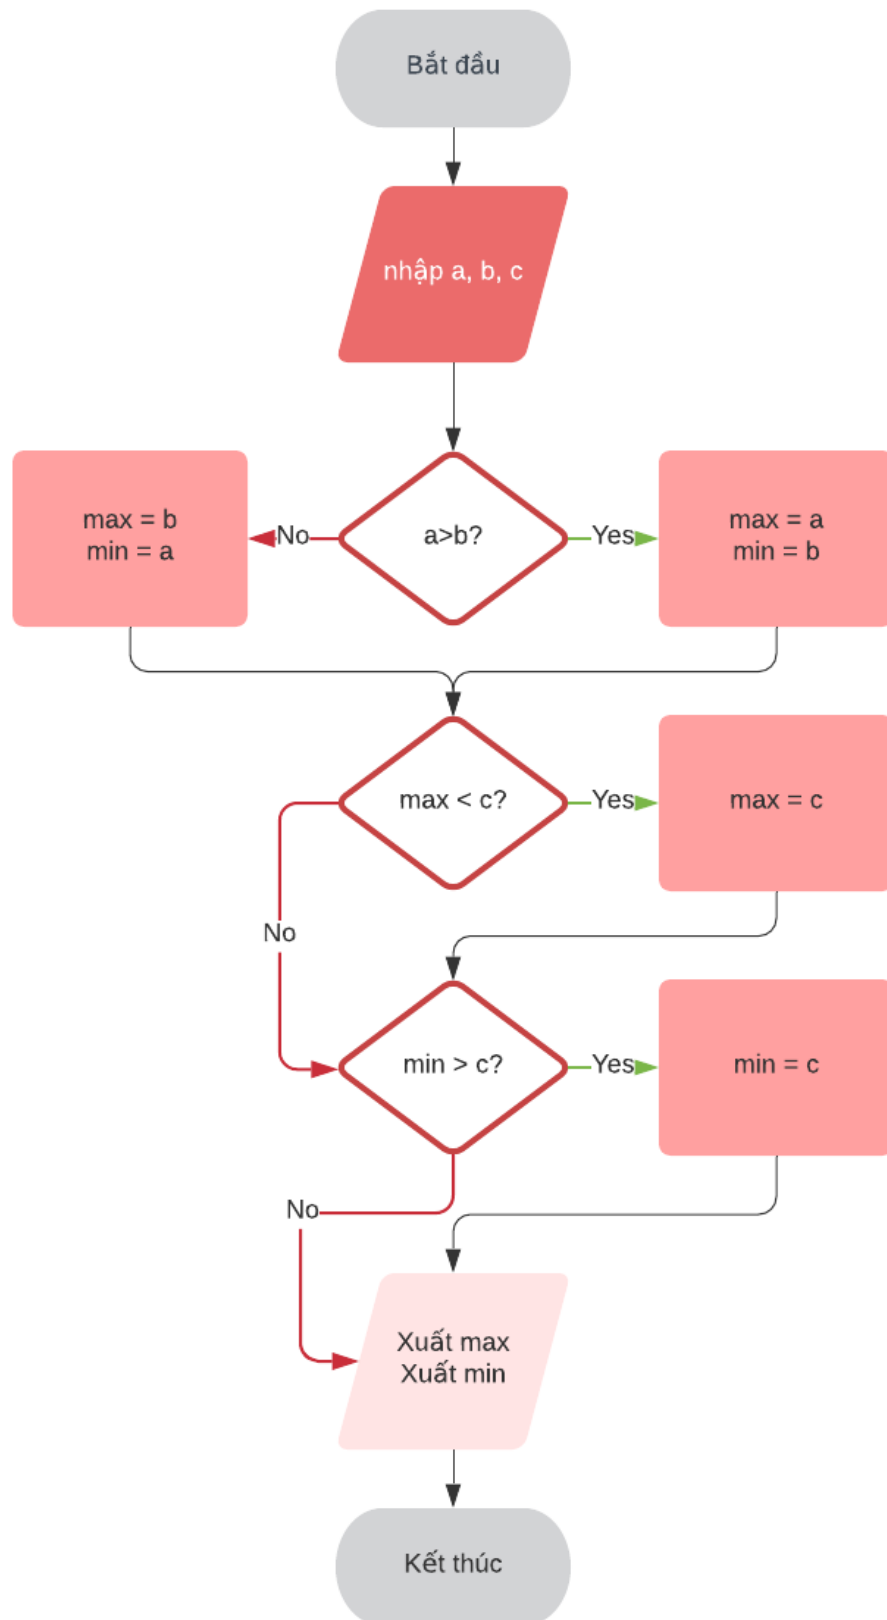 Bắt đầu
nhập a, b, c
max = b
min = a
No
a>b?
Yes
max = a
min = b
max < c?
Yes
max = c
No
min > c?
Yes
min = c
No
Xuất max
Xuất min
Kết thúc